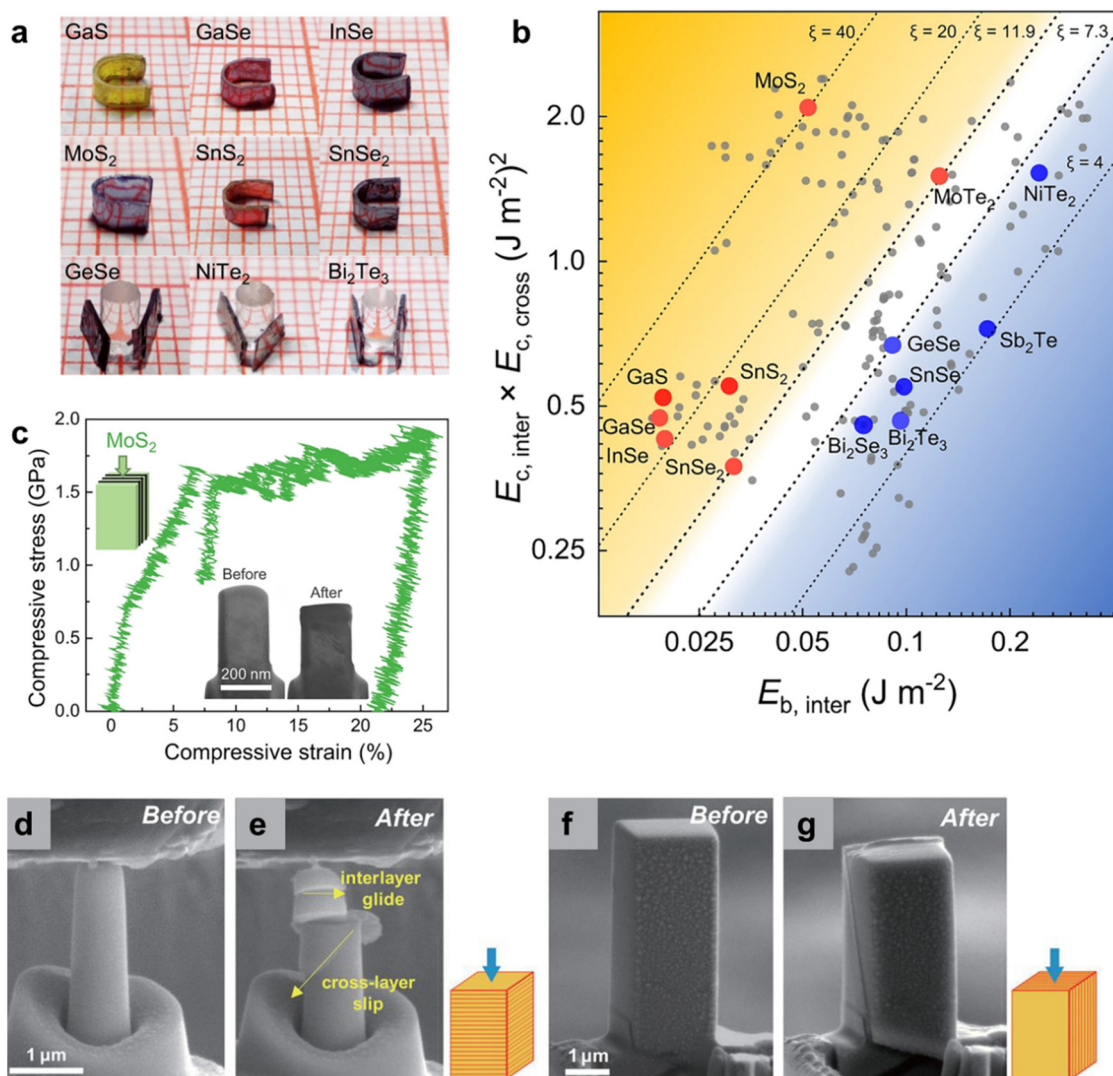 a
GaS
GaSe
InSe
MoS₂
SnS₂
SnSe₂
GeSe
NiTe₂
Bi₂Te₃
b
E_c, inter × E_c, cross (J m⁻²)²
2.0
1.0
0.5
0.25
ξ = 40
ξ = 20
ξ = 11.9
ξ = 7.3
ξ = 4
MoS₂
MoTe₂
NiTe₂
GeSe
Sb₂Te
SnSe
GaS
SnS₂
GaSe
InSe
SnSe₂
Bi₂Se₃
Bi₂Te₃
0.025
0.05
0.1
0.2
E_b, inter (J m⁻²)
c
MoS₂
Compressive stress (GPa)
2.0
1.5
1.0
0.5
0.0
Before
After
200 nm
0
5
10
15
20
25
Compressive strain (%)
d
Before
1 μm
e
After
interlayer
glide
cross-layer
slip
f
Before
1 μm
g
After